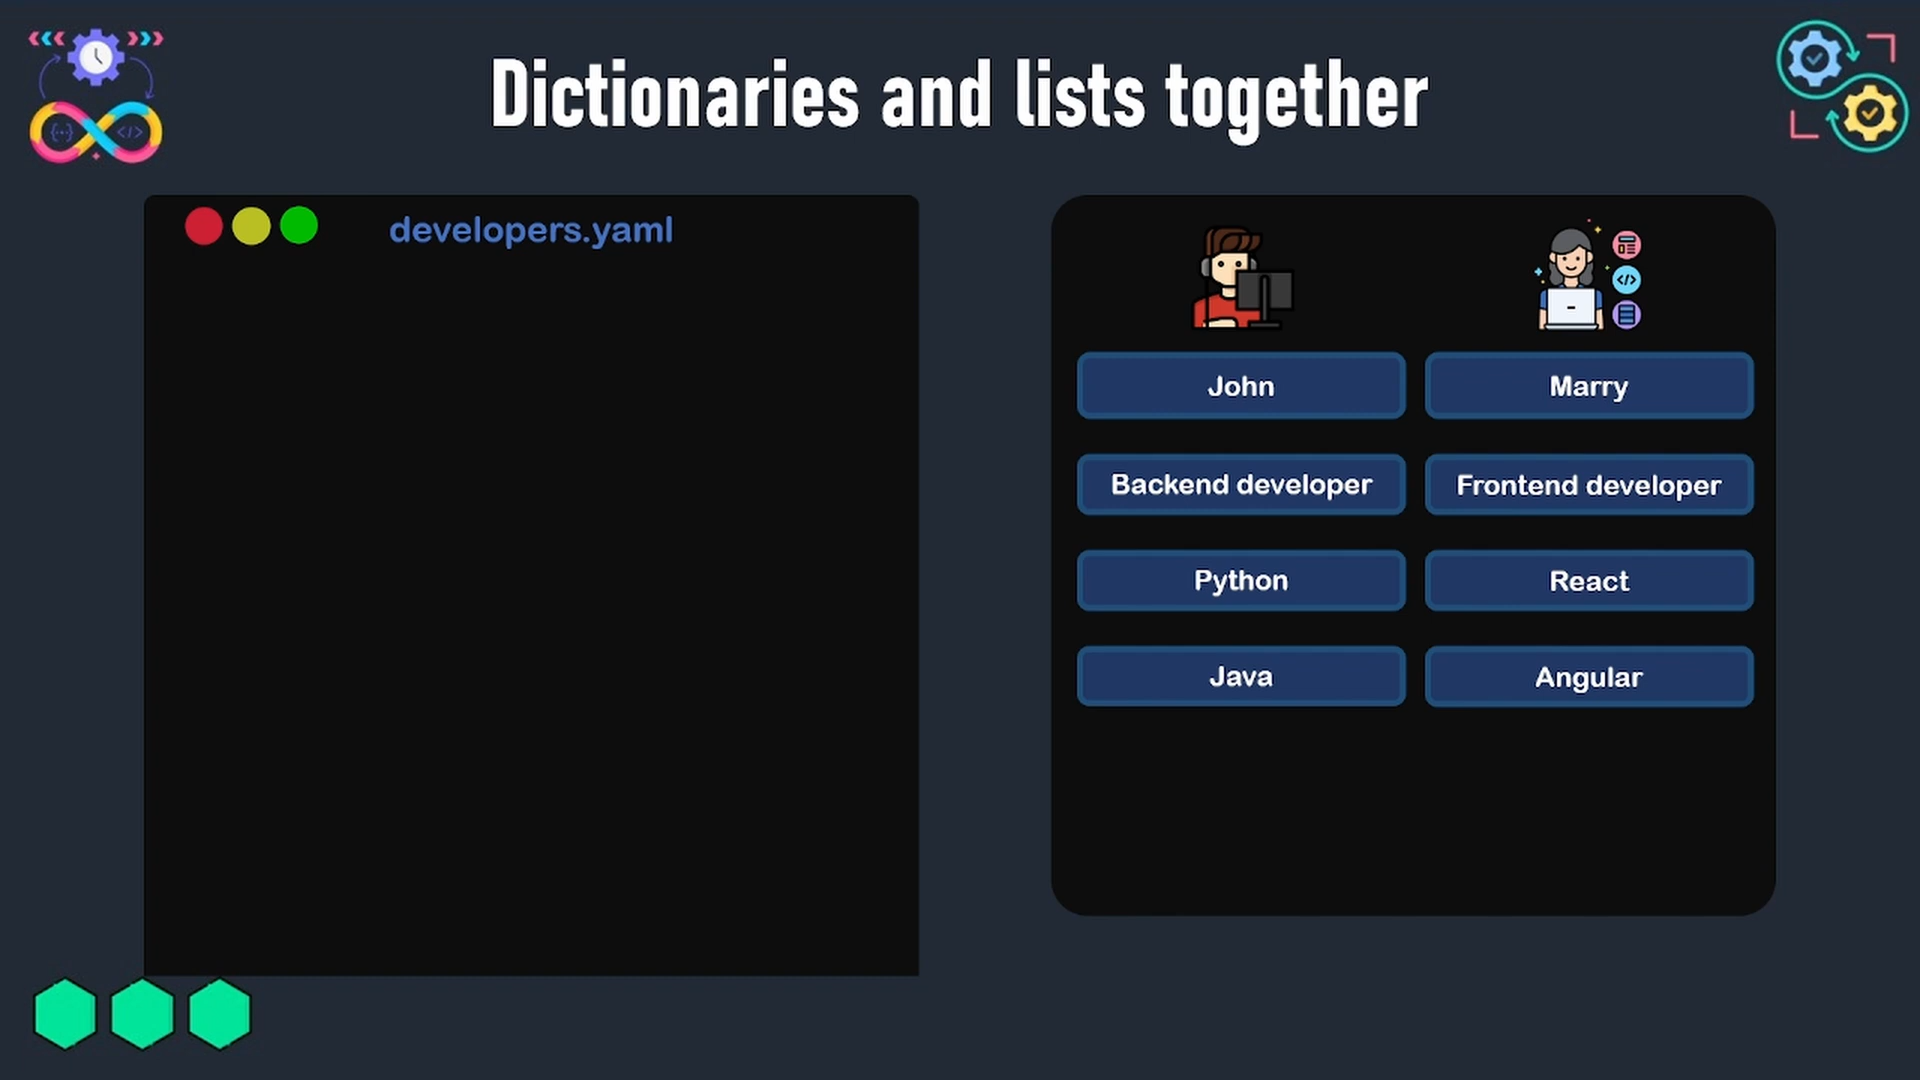 Dictionaries and lists together
developers.yaml
John
Marry
Backend developer
Frontend developer
Python
React
Java
Angular